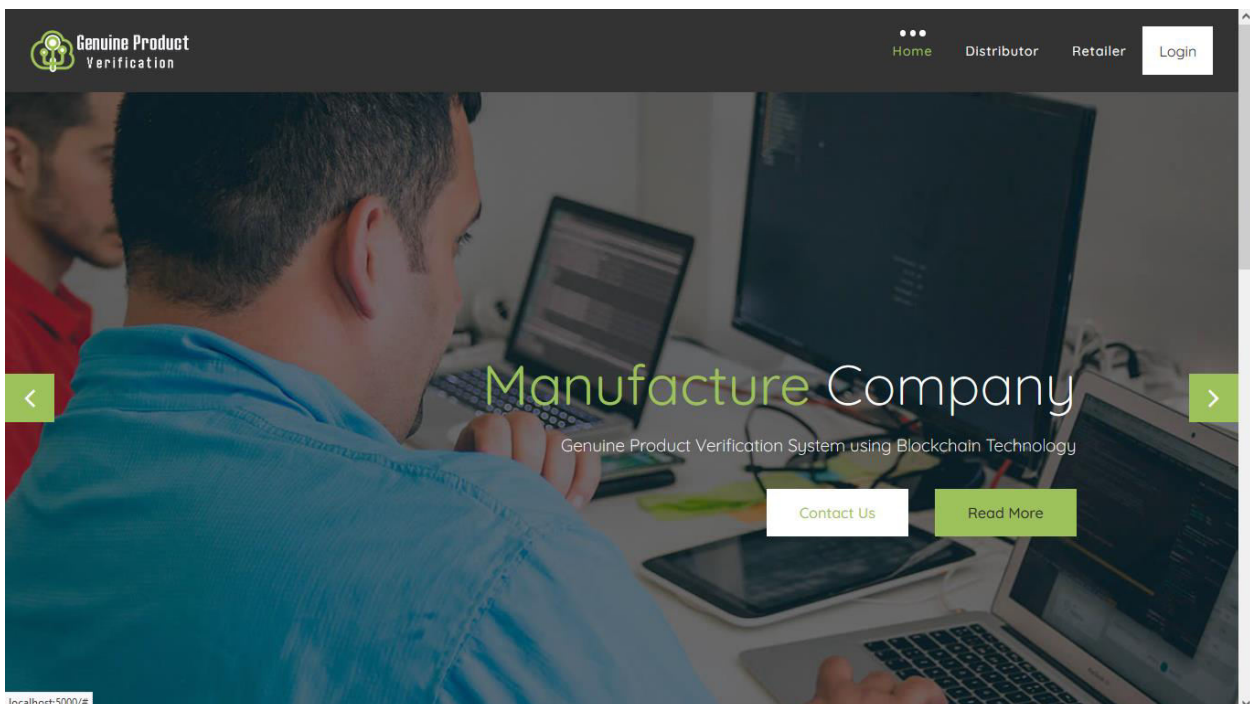 Genuine Product
Verification
Home Distributor Retailer Login
Manufacture Company
Genuine Product Verification System using Blockchain Technology
Contact Us Read More
localhost:5000/#